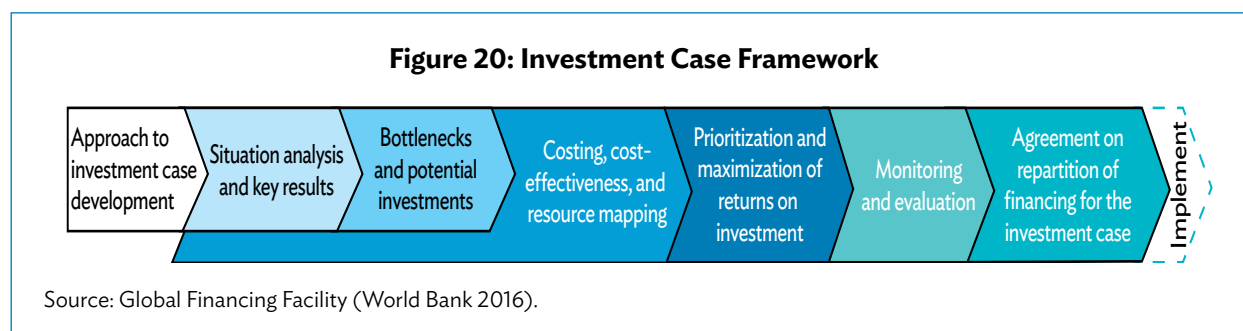 Figure 20: Investment Case Framework
Approach to
investment case
development
Situation analysis
and key results
Bottlenecks
and potential
investments
Costing, cost-
effectiveness, and
resource mapping
Prioritization and
maximization of
returns on
investment
Monitoring
and evaluation
Agreement on
repartition of
financing for the
investment case
Implement
Source: Global Financing Facility (World Bank 2016).